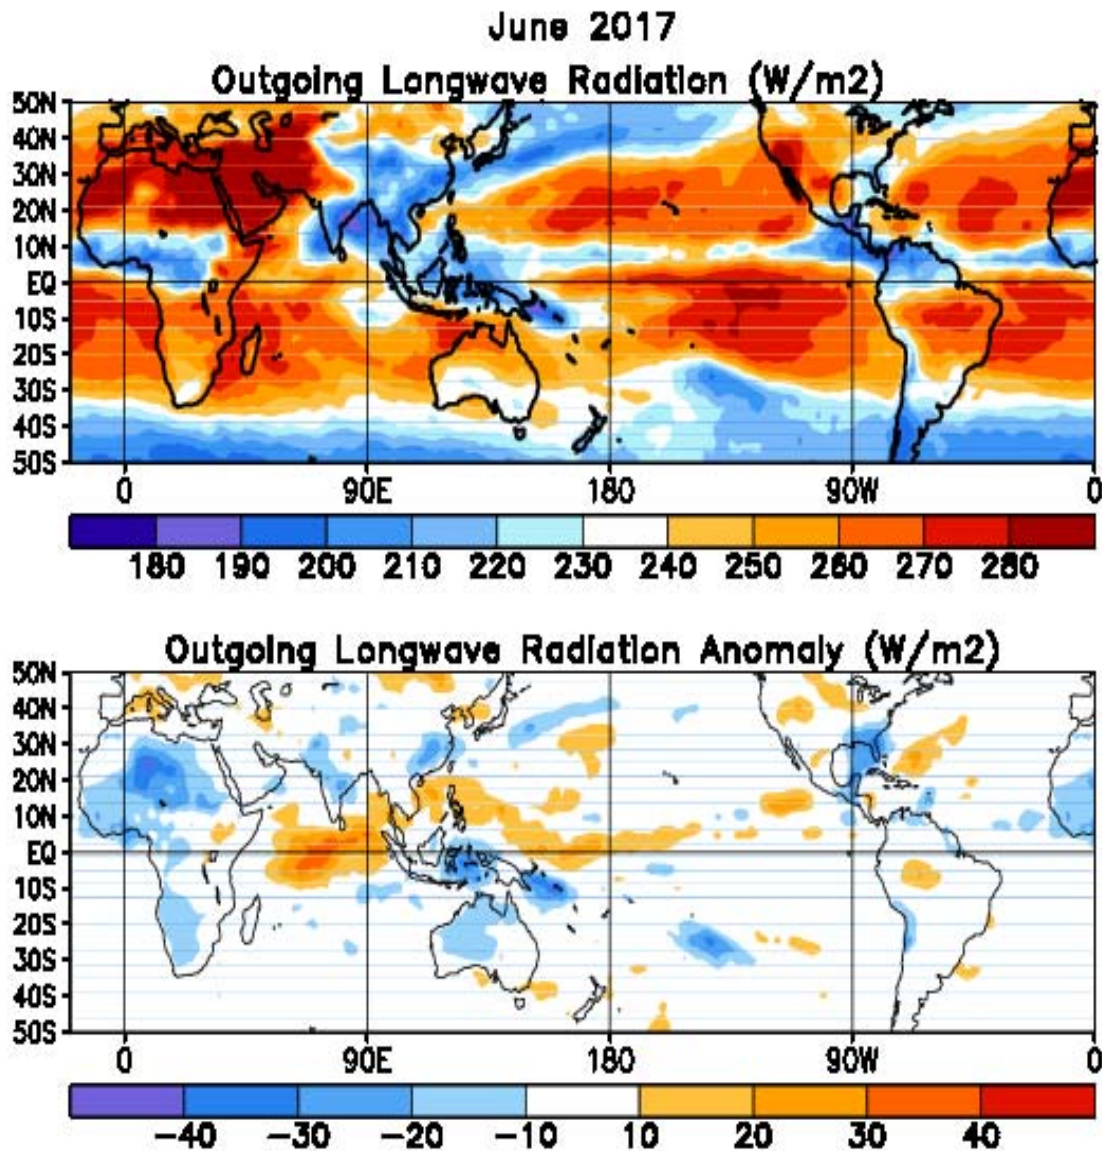 June 2017
Outgoing Longwave Radiation (W/m2)
50N
40N
30N
20N
10N
EQ
10S
20S
30S
40S
50S
0 90E 180 90W 0
180 190 200 210 220 230 240 250 260 270 280
Outgoing Longwave Radiation Anomaly (W/m2)
50N
40N
30N
20N
10N
EQ
10S
20S
30S
40S
50S
0 90E 180 90W 0
-40 -30 -20 -10 10 20 30 40